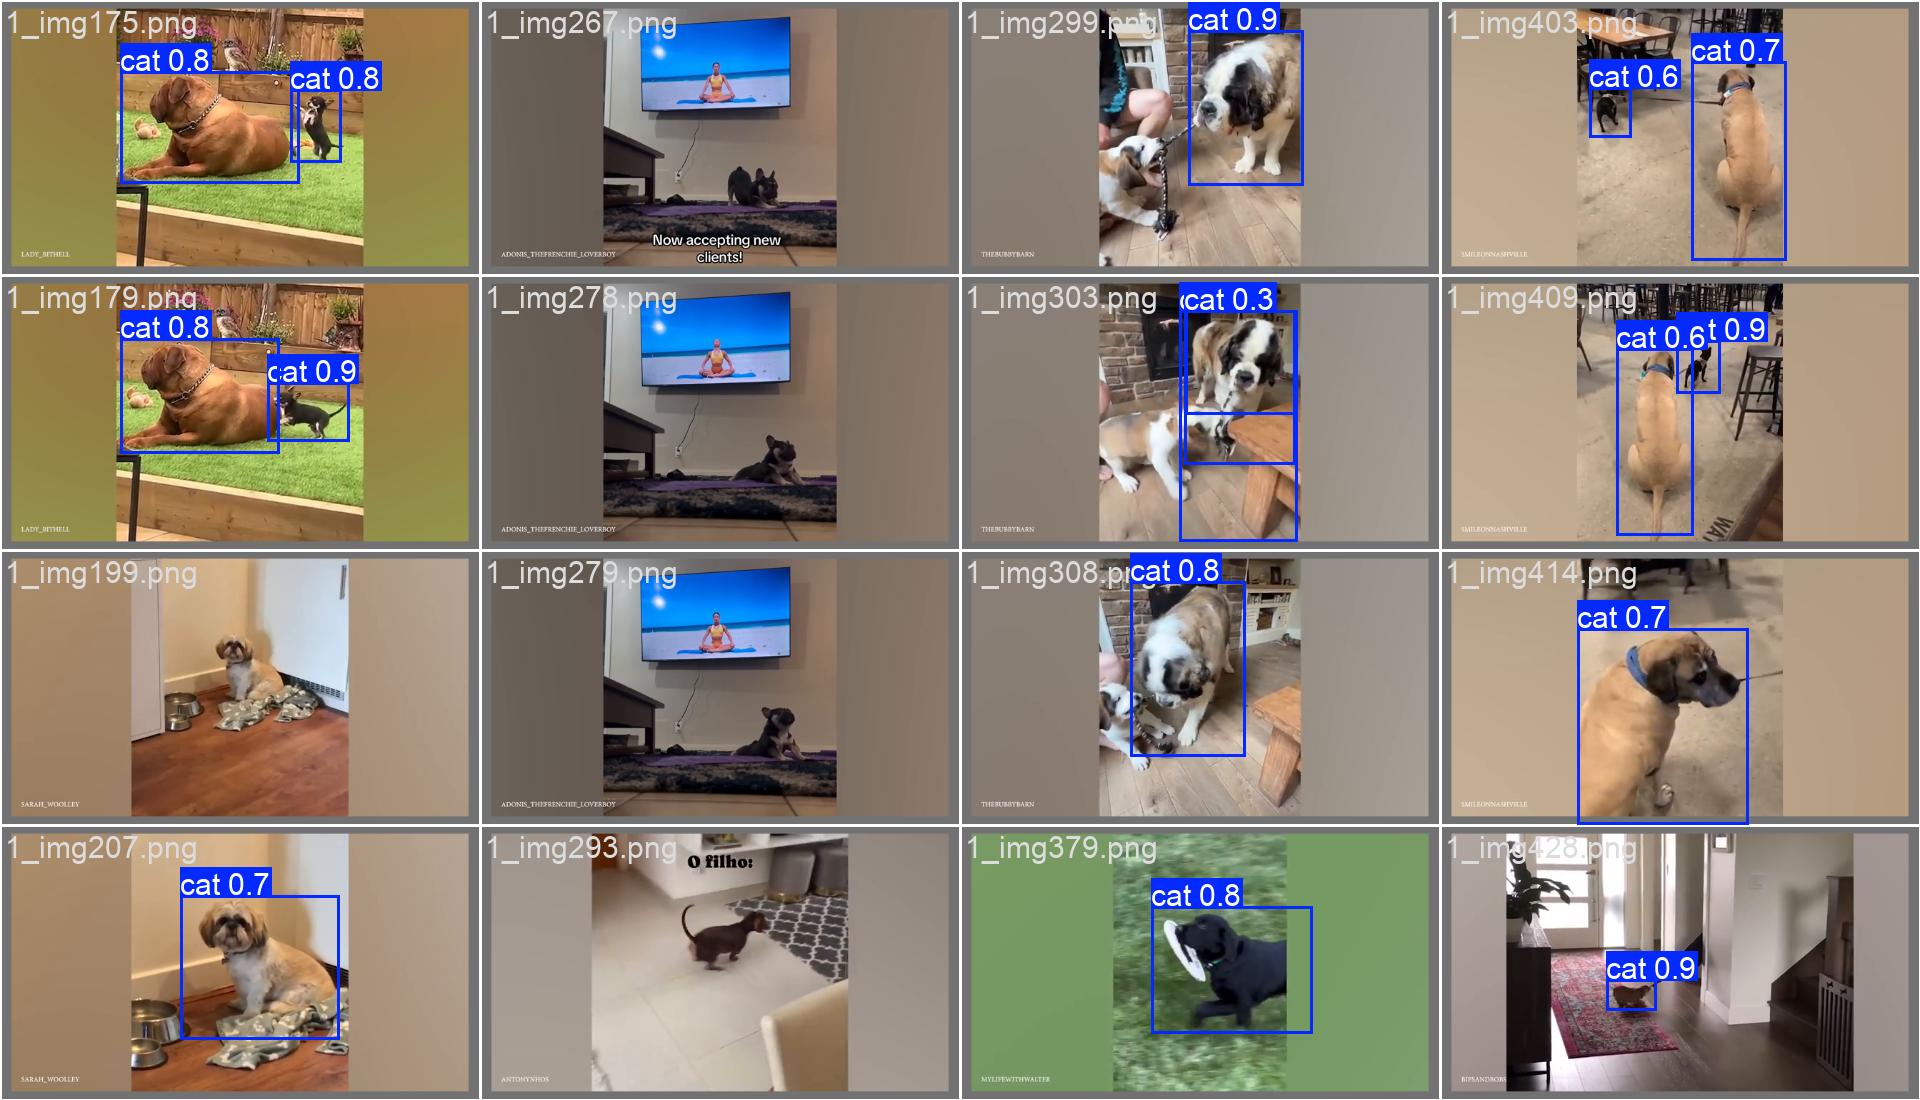 1_img175.png
cat 0.8
cat 0.8
LADY_BITHELL
1_img267.png
Now accepting new
clients!
ADONIS_THEFRENCHIE_LOVERBOY
1_img299.png
cat 0.9
THEBUBBYBARN
1_img403.png
cat 0.7
cat 0.6
SMILEONNASHVILLE
1_img179.png
cat 0.8
cat 0.9
LADY_BITHELL
1_img278.png
ADONIS_THEFRENCHIE_LOVERBOY
1_img303.png
cat 0.3
THEBUBBYBARN
1_img409.png
cat 0.6
t 0.9
WA
SMILEONNASHVILLE
1_img199.png
SARAH_WOOLLEY
1_img279.png
ADONIS_THEFRENCHIE_LOVERBOY
1_img308.pr
cat 0.8
THEBUBBYBARN
1_img414.png
cat 0.7
SMILEONNASHVILLE
1_img207.png
cat 0.7
SARAH_WOOLLEY
1_img293.png
O filho:
ANTONYNHOS
1_img379.png
cat 0.8
MYLIFEWITHWALTER
1_img428.png
cat 0.9